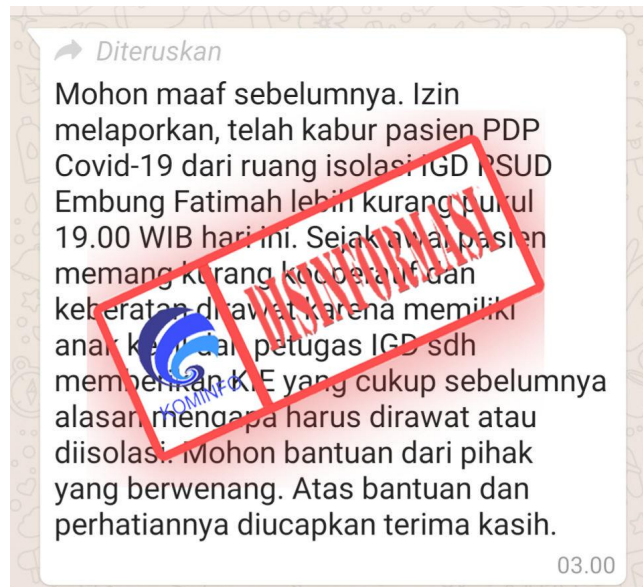 Diteruskan
Mohon maaf sebelumnya. Izin
melaporkan, telah kabur pasien PDP
Covid-19 dari ruang isolasi IGD RSUD
Embung Fatimah lebih kurang pukul
19.00 WIB hari ini. Sejak awal pasien
memang kurang kooperatif dan
keberatan dirawat karena memiliki
anak kecil dan petugas IGD sdh
memberikan KIE yang cukup sebelumnya
alasan mengapa harus dirawat atau
diisolasi. Mohon bantuan dari pihak
yang berwenang. Atas bantuan dan
perhatiannya diucapkan terima kasih.
03.00
KOMINFO
DISINFORMASI